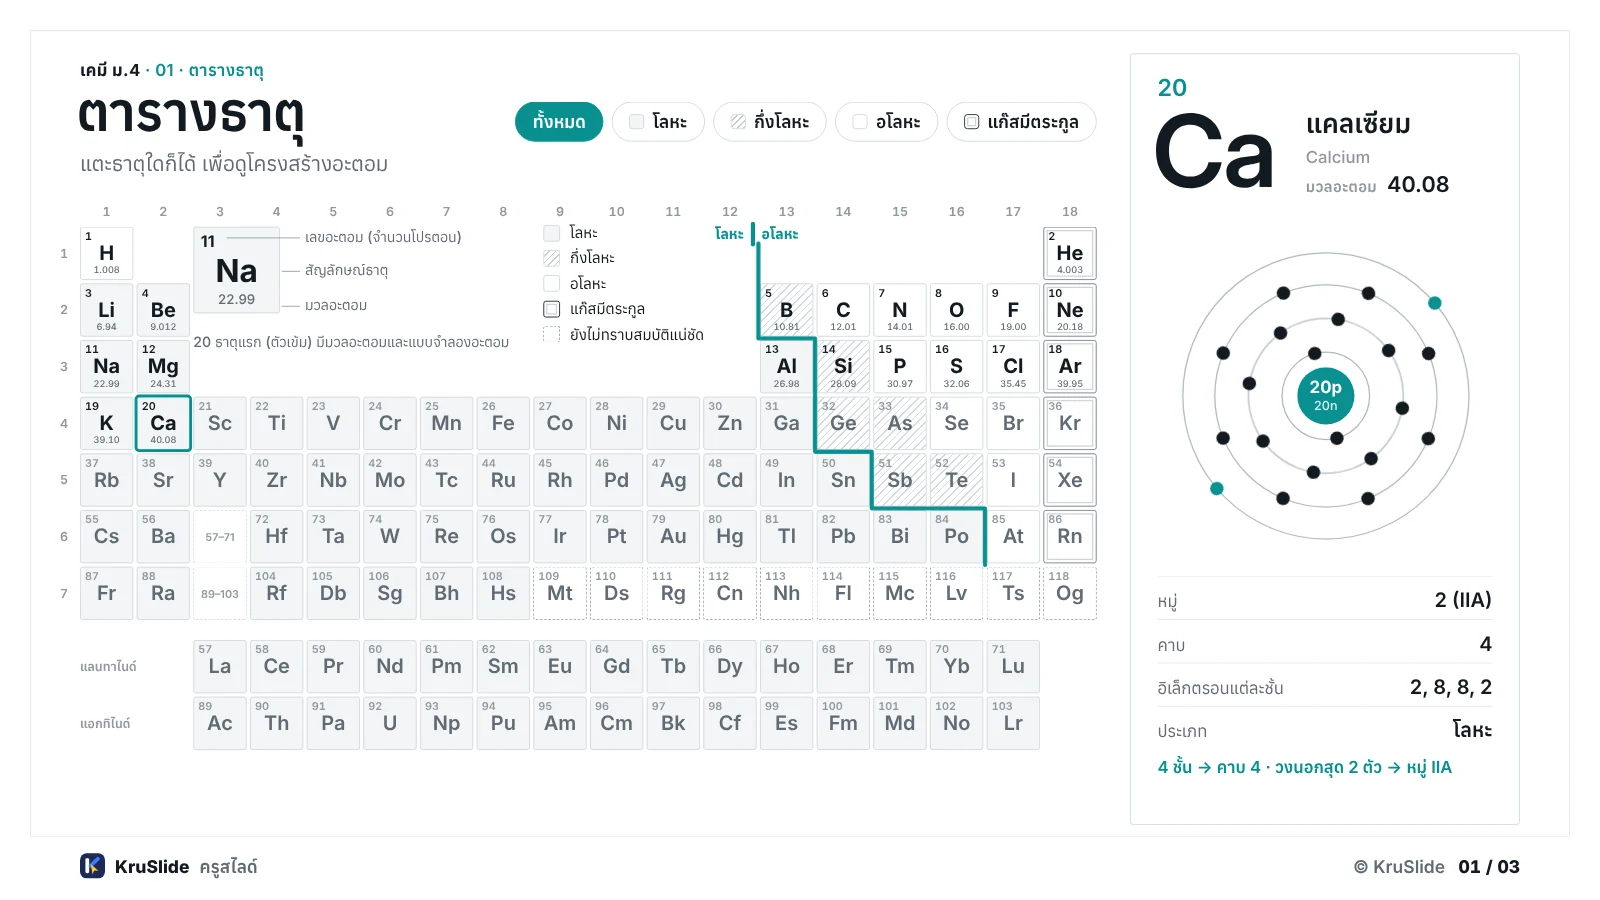 เคมี ม.4 · 01 · ตารางธาตุ
ตารางธาตุ
แตะธาตุใดก็ได้ เพื่อดูโครงสร้างอะตอม
ทั้งหมด โลหะ กึ่งโลหะ อโลหะ แก๊สมีตระกูล
1 2 3 4 5 6 7 8 9 10 11 12 13 14 15 16 17 18
11 Na 22.99
เลขอะตอม (จำนวนโปรตอน)
สัญลักษณ์ธาตุ
มวลอะตอม
20 ธาตุแรก (ตัวเข้ม) มีมวลอะตอมและแบบจำลองอะตอม
โลหะ
กึ่งโลหะ
อโลหะ
แก๊สมีตระกูล
ยังไม่ทราบสมบัติแน่ชัด
โลหะ อโลหะ
1 1 H 1.008 2 He 4.003
2 3 Li 6.94 4 Be 9.012 5 B 10.81 6 C 12.01 7 N 14.01 8 O 16.00 9 F 19.00 10 Ne 20.18
3 11 Na 22.99 12 Mg 24.31 13 Al 26.98 14 Si 28.09 15 P 30.97 16 S 32.06 17 Cl 35.45 18 Ar 39.95
4 19 K 39.10 20 Ca 40.08 21 Sc 22 Ti 23 V 24 Cr 25 Mn 26 Fe 27 Co 28 Ni 29 Cu 30 Zn 31 Ga 32 Ge 33 As 34 Se 35 Br 36 Kr
5 37 Rb 38 Sr 39 Y 40 Zr 41 Nb 42 Mo 43 Tc 44 Ru 45 Rh 46 Pd 47 Ag 48 Cd 49 In 50 Sn 51 Sb 52 Te 53 I 54 Xe
6 55 Cs 56 Ba 57–71 72 Hf 73 Ta 74 W 75 Re 76 Os 77 Ir 78 Pt 79 Au 80 Hg 81 Tl 82 Pb 83 Bi 84 Po 85 At 86 Rn
7 87 Fr 88 Ra 89–103 104 Rf 105 Db 106 Sg 107 Bh 108 Hs 109 Mt 110 Ds 111 Rg 112 Cn 113 Nh 114 Fl 115 Mc 116 Lv 117 Ts 118 Og
แลนทาไนด์ 57 La 58 Ce 59 Pr 60 Nd 61 Pm 62 Sm 63 Eu 64 Gd 65 Tb 66 Dy 67 Ho 68 Er 69 Tm 70 Yb 71 Lu
แอกทิไนด์ 89 Ac 90 Th 91 Pa 92 U 93 Np 94 Pu 95 Am 96 Cm 97 Bk 98 Cf 99 Es 100 Fm 101 Md 102 No 103 Lr
20
Ca
แคลเซียม
Calcium
มวลอะตอม 40.08
20p
20n
หมู่ 2 (IIA)
คาบ 4
อิเล็กตรอนแต่ละชั้น 2, 8, 8, 2
ประเภท โลหะ
4 ชั้น → คาบ 4 · วงนอกสุด 2 ตัว → หมู่ IIA
KruSlide ครูสไลด์
© KruSlide 01 / 03